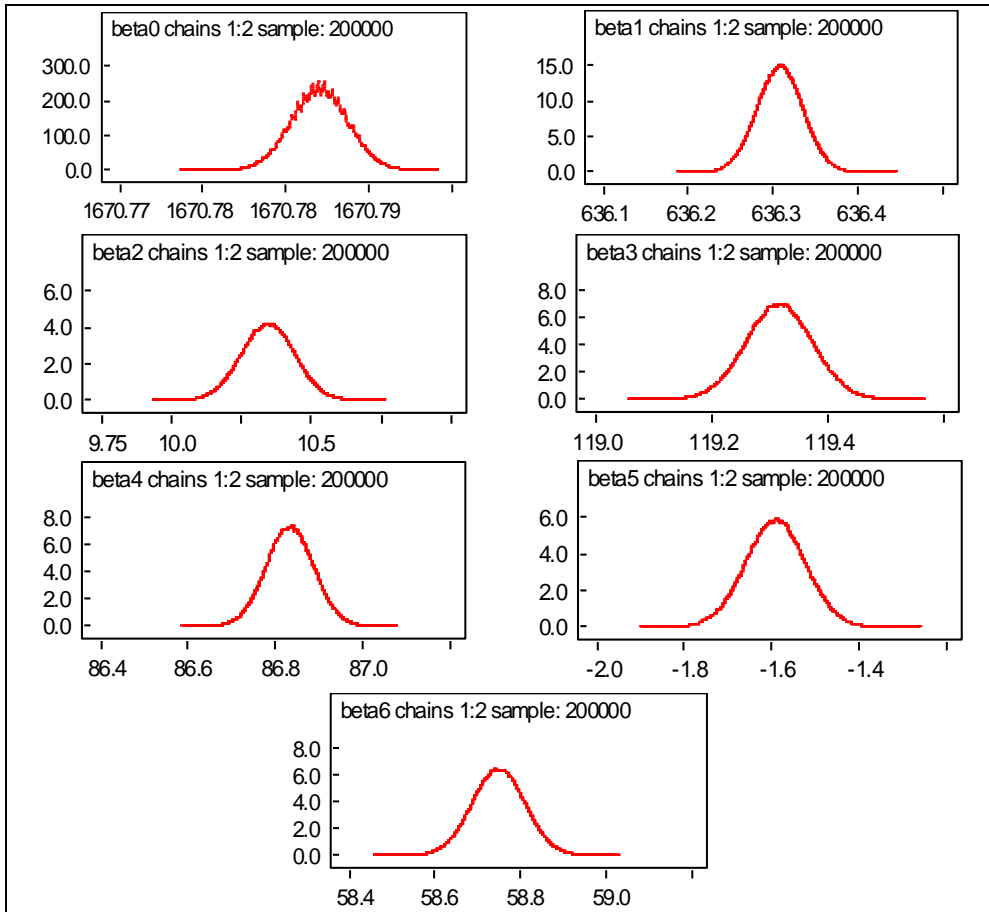 beta0 chains 1:2 sample: 200000
300.0
200.0
100.0
0.0
1670.77 1670.78 1670.78 1670.79
beta1 chains 1:2 sample: 200000
15.0
10.0
5.0
0.0
636.1 636.2 636.3 636.4
beta2 chains 1:2 sample: 200000
6.0
4.0
2.0
0.0
9.75 10.0 10.5
beta3 chains 1:2 sample: 200000
8.0
6.0
4.0
2.0
0.0
119.0 119.2 119.4
beta4 chains 1:2 sample: 200000
8.0
6.0
4.0
2.0
0.0
86.4 86.6 86.8 87.0
beta5 chains 1:2 sample: 200000
6.0
4.0
2.0
0.0
-2.0 -1.8 -1.6 -1.4
beta6 chains 1:2 sample: 200000
8.0
6.0
4.0
2.0
0.0
58.4 58.6 58.8 59.0